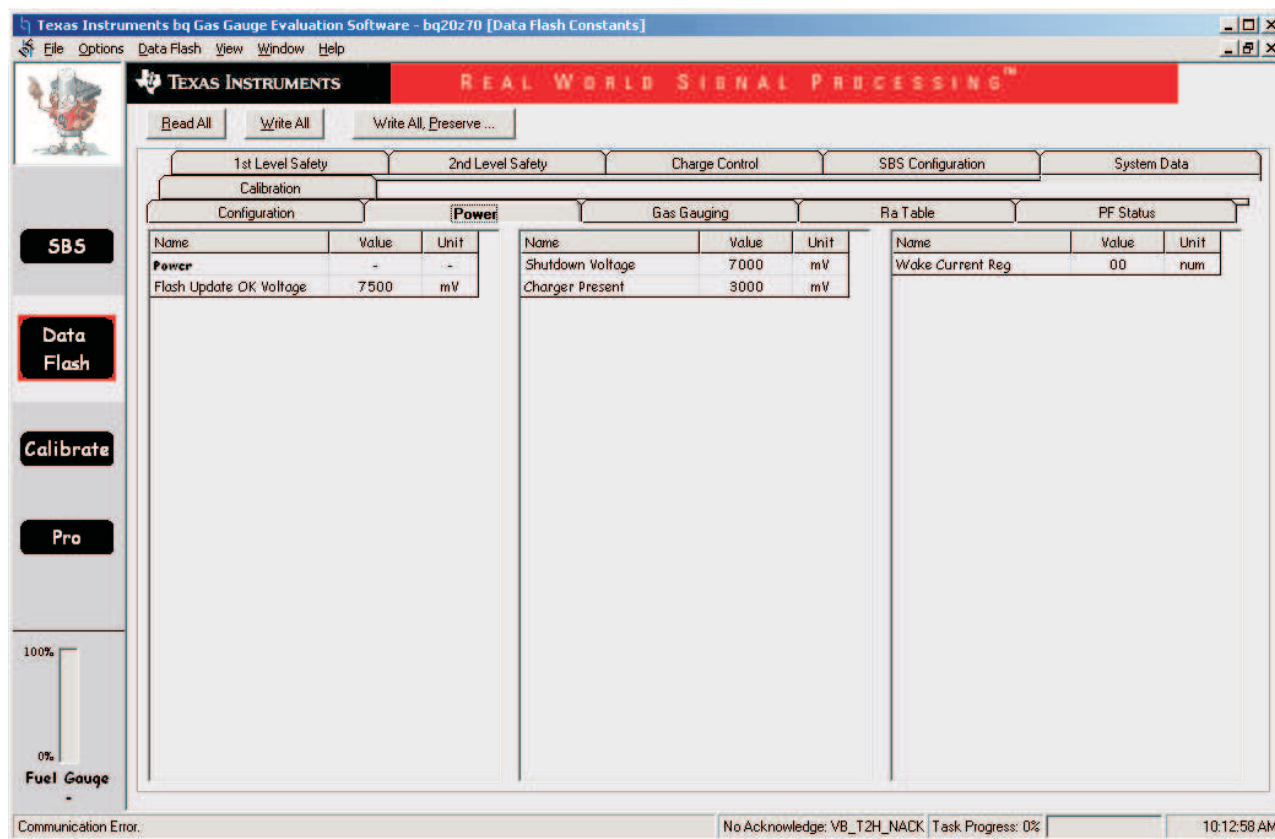 Texas Instruments bq Gas Gauge Evaluation Software - bq20z70 [Data Flash Constants]
File Options Data Flash View Window Help
TEXAS INSTRUMENTS REAL WORLD SIGNAL PROCESSING™
Read All Write All Write All, Preserve ...
1st Level Safety 2nd Level Safety Charge Control SBS Configuration System Data
Calibration
Configuration Power Gas Gauging Ra Table PF Status
Name Value Unit Name Value Unit Name Value Unit
Power - - Shutdown Voltage 7000 mV Wake Current Reg 00 num
Flash Update OK Voltage 7500 mV Charger Present 3000 mV
SBS
Data
Flash
Calibrate
Pro
100%
0%
Fuel Gauge
-
Communication Error. No Acknowledge: VB_T2H_NACK Task Progress: 0% 10:12:58 AM